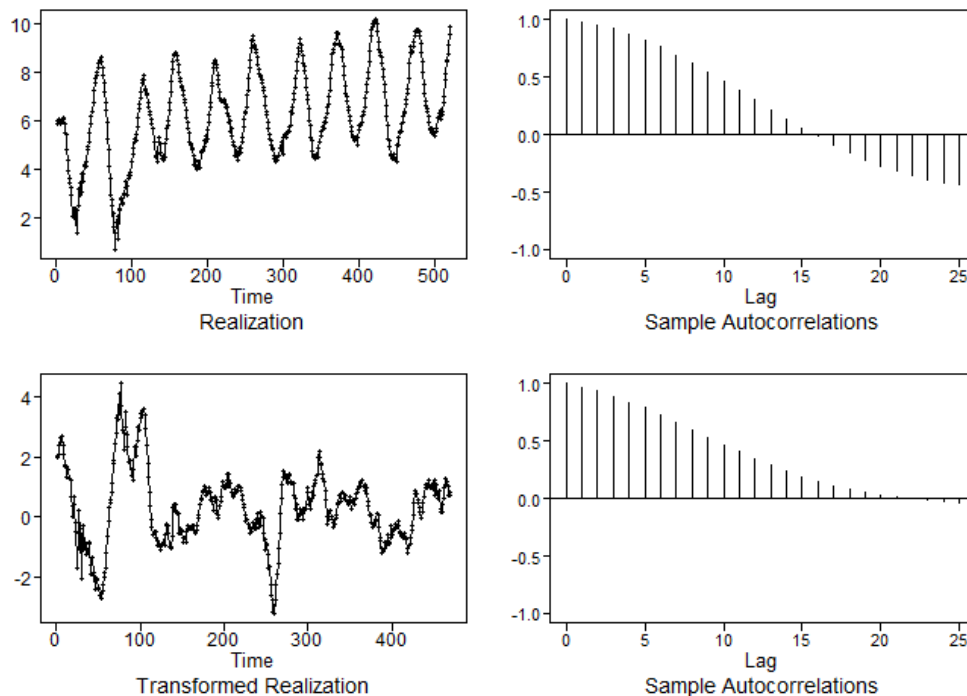 10
8
6
4
2
0 100 200 300 400 500
Time
Realization
1.0
0.5
0.0
-0.5
-1.0
0 5 10 15 20 25
Lag
Sample Autocorrelations
4
2
0
-2
0 100 200 300 400
Time
Transformed Realization
1.0
0.5
0.0
-0.5
-1.0
0 5 10 15 20 25
Lag
Sample Autocorrelations